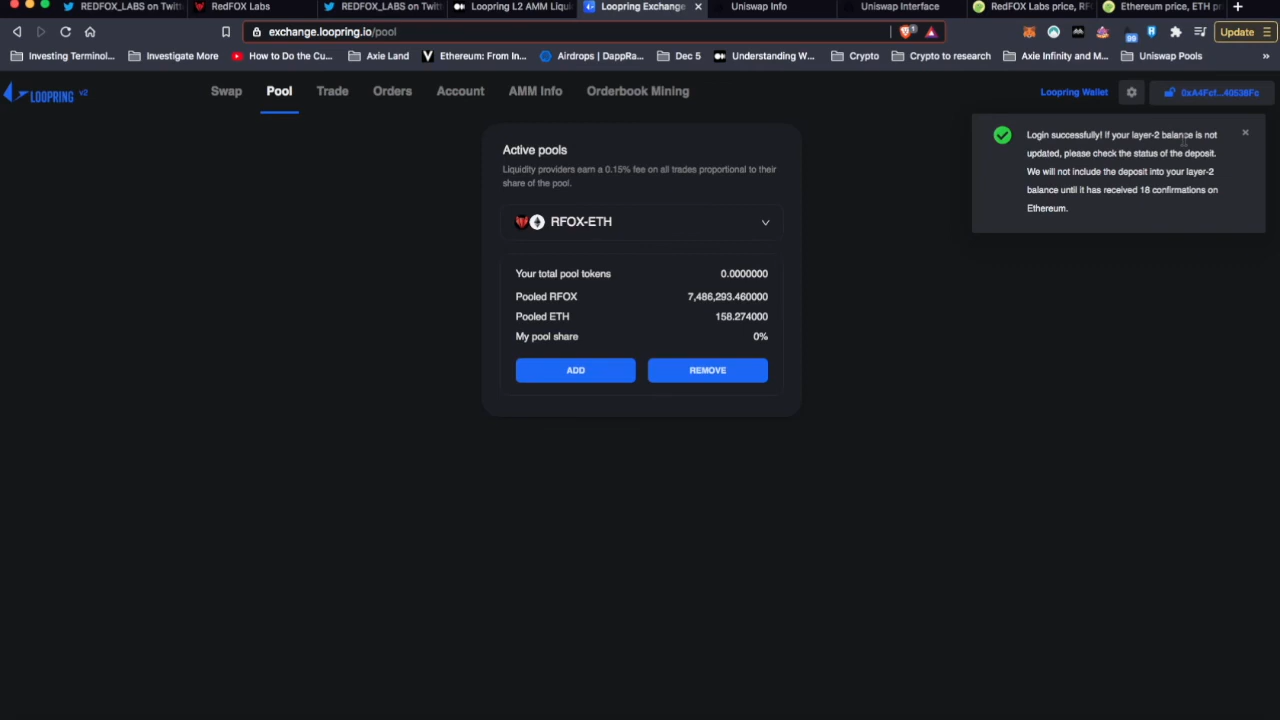 REDFOX_LABS on Twitt
RedFOX Labs
REDFOX_LABS on Twitt
Loopring L2 AMM Liqui
Loopring Exchange
Uniswap Info
Uniswap Interface
RedFOX Labs price, RF
Ethereum price, ETH pr
exchange.loopring.io/pool
1
99
Update
Investing Terminol...
Investigate More
How to Do the Cu...
Axie Land
Ethereum: From In...
Airdrops | DappRa...
Dec 5
Understanding W...
Crypto
Crypto to research
Axie Infinity and M...
Uniswap Pools
»
LOOPRING v2
Swap
Pool
Trade
Orders
Account
AMM Info
Orderbook Mining
Loopring Wallet
0xA4Fcf...40538Fc
Login successfully! If your layer-2 balance is not
updated, please check the status of the deposit.
We will not include the deposit into your layer-2
balance until it has received 18 confirmations on
Ethereum.
Active pools
Liquidity providers earn a 0.15% fee on all trades proportional to their
share of the pool.
RFOX-ETH
Your total pool tokens 0.0000000
Pooled RFOX 7,486,293.460000
Pooled ETH 158.274000
My pool share 0%
ADD
REMOVE